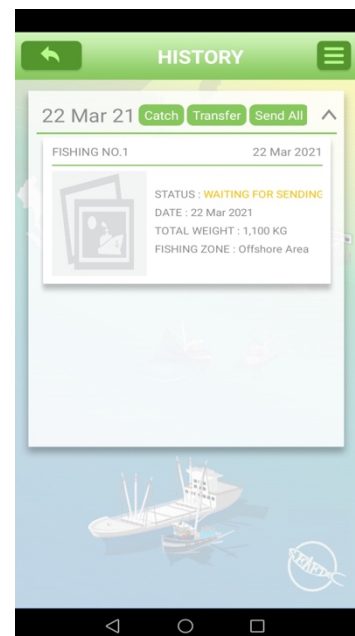 HISTORY
22 Mar 21 Catch Transfer Send All
FISHING NO.1 22 Mar 2021
STATUS : WAITING FOR SENDING
DATE : 22 Mar 2021
TOTAL WEIGHT : 1,100 KG
FISHING ZONE : Offshore Area